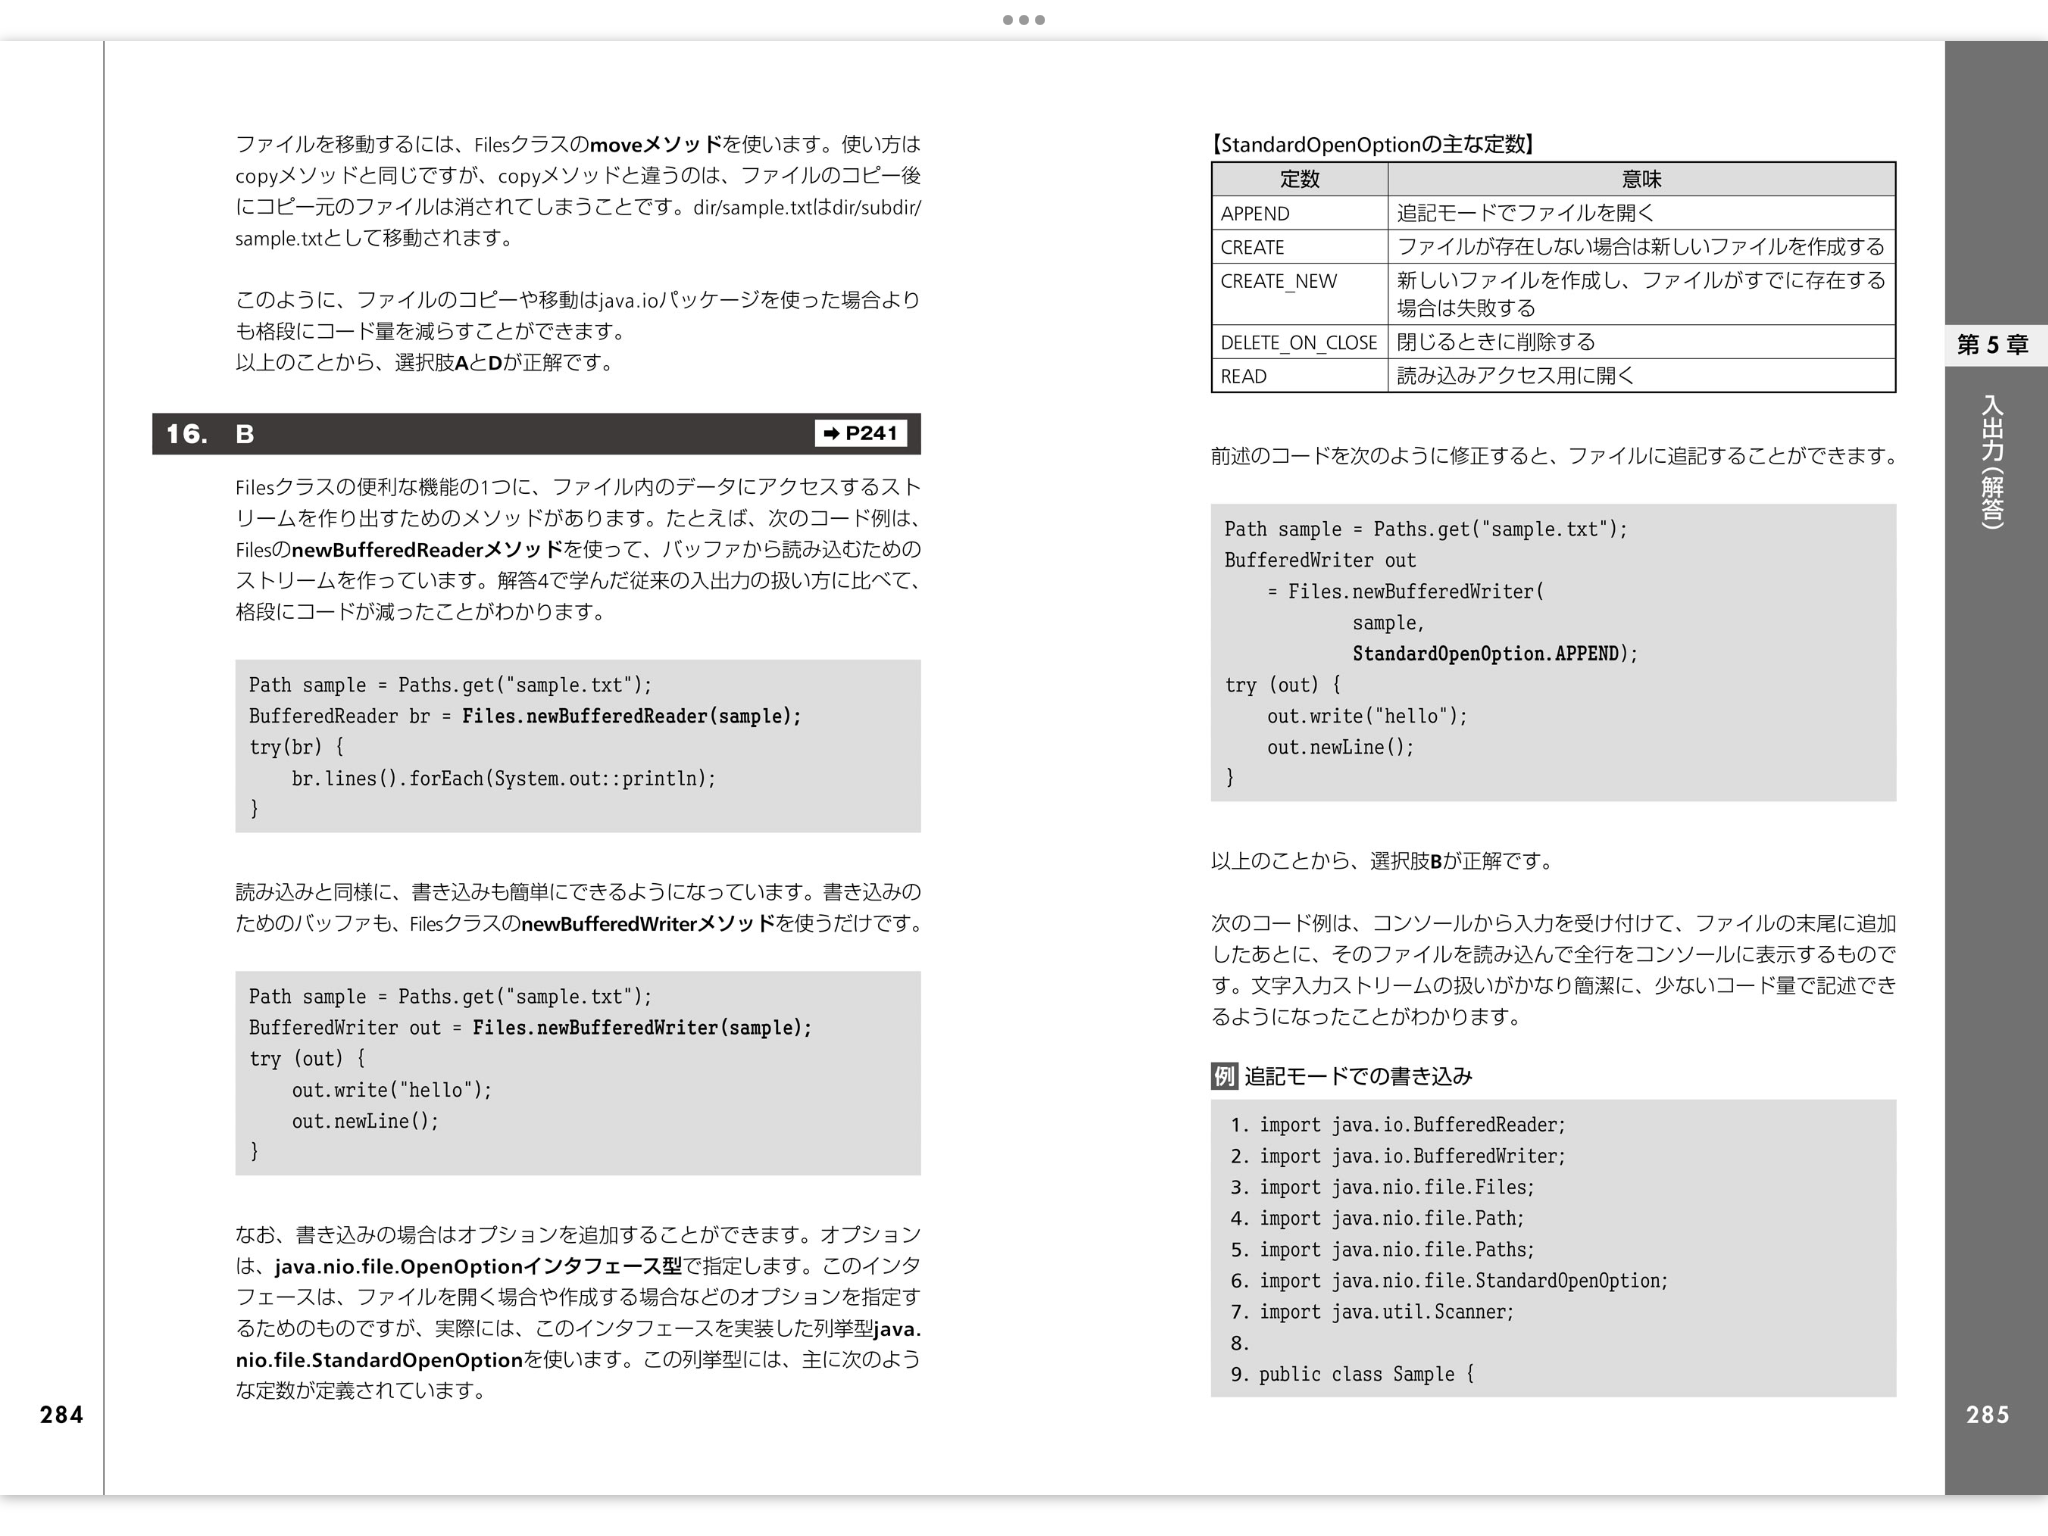 ファイルを移動するには、Filesクラスのmoveメソッドを使います。使い方は
copyメソッドと同じですが、copyメソッドと違うのは、ファイルのコピー後
にコピー元のファイルは消されてしまうことです。dir/sample.txtはdir/subdir/
sample.txtとして移動されます。
このように、ファイルのコピーや移動はjava.ioパッケージを使った場合より
も格段にコード量を減らすことができます。
以上のことから、選択肢AとDが正解です。
16. B ➡ P241
Filesクラスの便利な機能の1つに、ファイル内のデータにアクセスするスト
リームを作り出すためのメソッドがあります。たとえば、次のコード例は、
FilesのnewBufferedReaderメソッドを使って、バッファから読み込むための
ストリームを作っています。解答4で学んだ従来の入出力の扱い方に比べて、
格段にコードが減ったことがわかります。
Path sample = Paths.get("sample.txt");
BufferedReader br = Files.newBufferedReader(sample);
try(br) {
    br.lines().forEach(System.out::println);
}
読み込みと同様に、書き込みも簡単にできるようになっています。書き込みの
ためのバッファも、FilesクラスのnewBufferedWriterメソッドを使うだけです。
Path sample = Paths.get("sample.txt");
BufferedWriter out = Files.newBufferedWriter(sample);
try (out) {
    out.write("hello");
    out.newLine();
}
なお、書き込みの場合はオプションを追加することができます。オプション
は、java.nio.file.OpenOptionインタフェース型で指定します。このインタ
フェースは、ファイルを開く場合や作成する場合などのオプションを指定す
るためのものですが、実際には、このインタフェースを実装した列挙型java.
nio.file.StandardOpenOptionを使います。この列挙型には、主に次のよう
な定数が定義されています。
284
【StandardOpenOptionの主な定数】
定数 意味
APPEND 追記モードでファイルを開く
CREATE ファイルが存在しない場合は新しいファイルを作成する
CREATE_NEW 新しいファイルを作成し、ファイルがすでに存在する
場合は失敗する
DELETE_ON_CLOSE 閉じるときに削除する
READ 読み込みアクセス用に開く
前述のコードを次のように修正すると、ファイルに追記することができます。
Path sample = Paths.get("sample.txt");
BufferedWriter out
    = Files.newBufferedWriter(
            sample,
            StandardOpenOption.APPEND);
try (out) {
    out.write("hello");
    out.newLine();
}
以上のことから、選択肢Bが正解です。
次のコード例は、コンソールから入力を受け付けて、ファイルの末尾に追加
したあとに、そのファイルを読み込んで全行をコンソールに表示するもので
す。文字入力ストリームの扱いがかなり簡潔に、少ないコード量で記述でき
るようになったことがわかります。
例 追記モードでの書き込み
1. import java.io.BufferedReader;
2. import java.io.BufferedWriter;
3. import java.nio.file.Files;
4. import java.nio.file.Path;
5. import java.nio.file.Paths;
6. import java.nio.file.StandardOpenOption;
7. import java.util.Scanner;
8.
9. public class Sample {
第5章
入出力（解答）
285